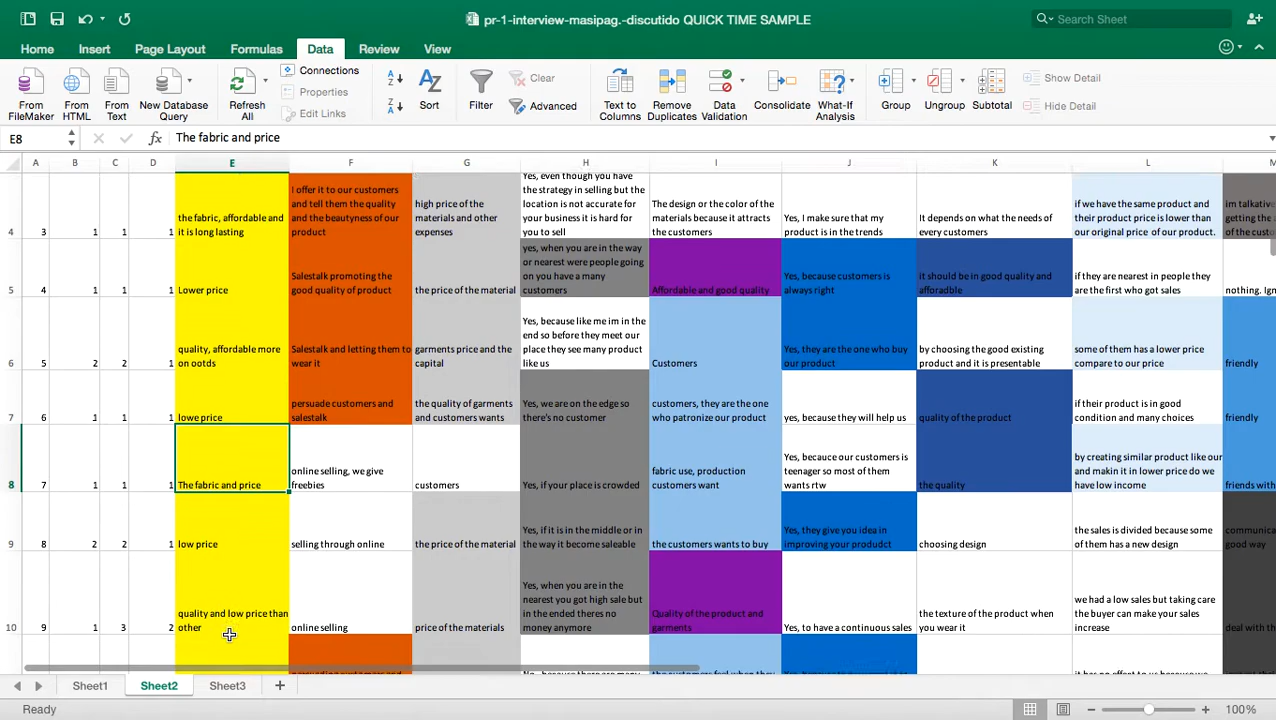 pr-1-interview-masipag.-discutido QUICK TIME SAMPLE
Search Sheet
Home Insert Page Layout Formulas Data Review View
From FileMaker
From HTML
From Text
New Database Query
Refresh All
Connections
Properties
Edit Links
Sort
Filter
Clear
Advanced
Text to Columns
Remove Duplicates
Data Validation
Consolidate
What-If Analysis
Group
Ungroup
Subtotal
Show Detail
Hide Detail
E8 fx The fabric and price
A B C D E F G H I J K L M
4 3 1 1 1
the fabric, affordable and
it is long lasting
I offer it to our customers
and tell them the quality
and the beautyness of our
product
high price of the
materials and other
expenses
Yes, even though you have
the strategy in selling but the
location is not accurate for
your business it is hard for
you to sell
The design or the color of the
materials because it attracts
the customers
Yes, I make sure that my
product is in the trends
It depends on what the needs of
every customers
if we have the same product and
their product price is lower than
our original price of our product.
im talkative
getting the
of the custo
5 4 1 1 1
Lower price
Salestalk promoting the
good quality of product
the price of the material
yes, when you are in the way
or nearest were people going
on you have a many
customers
Affordable and good quality
Yes, because customers is
always right
it should be in good quality and
afforadble
if they are nearest in people they
are the first who got sales
nothing. Ign
6 5 2 2 1
quality, affordable more
on ootds
Salestalk and letting them to
wear it
garments price and the
capital
Yes, because like me im in the
end so before they meet our
place they see many product
like us
Customers
Yes, they are the one who buy
our product
by choosing the good existing
product and it is presentable
some of them has a lower price
compare to our price
friendly
7 6 1 1 1
lowe price
persuade customers and
salestalk
the quality of garments
and customers wants
Yes, we are on the edge so
there's no customer
customers, they are the one
who patronize our product
yes, because they will help us
quality of the product
if their product is in good
condition and many choices
friendly
8 7 1 1 1
The fabric and price
online selling, we give
freebies
customers
Yes, if your place is crowded
fabric use, production
customers want
Yes, becauce our customers is
teenager so most of them
wants rtw
the quality
by creating similar product like our
and makin it in lower price do we
have low income
friends with
9 8 2 2 1
low price
selling through online
the price of the material
Yes, if it is in the middle or in
the way it become saleable
the customers wants to buy
Yes, they give you idea in
improving your produdct
choosing design
the sales is divided because some
of them has a new design
communica
good way
10 9 1 3 2
quality and low price than
other
online selling
price of the materials
Yes, when you are in the
nearest you got high sale but
in the ended theres no
money anymore
Quality of the product and
garments
Yes, to have a continuous sales
the texture of the product when
you wear it
we had a low sales but taking care
the buyer can make your sales
increase
deal with th
Sheet1 Sheet2 Sheet3
Ready
100%